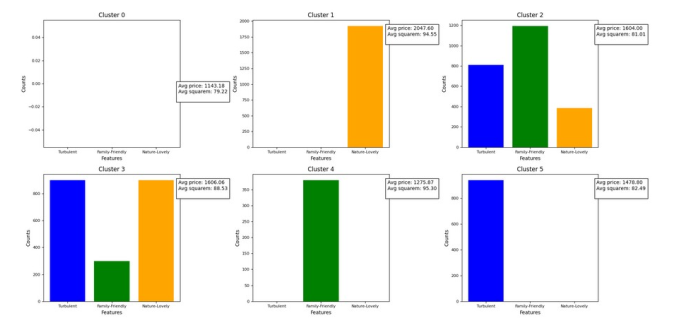 Cluster 0
0.04
0.02
0.00
−0.02
−0.04
Counts
Turbulent Family-Friendly Nature-Lovely
Features
Avg price: 1143.18
Avg squarem: 79.22
Cluster 1
2000
1750
1500
1250
1000
750
500
250
0
Counts
Turbulent Family-Friendly Nature-Lovely
Features
Avg price: 2047.60
Avg squarem: 94.55
Cluster 2
1200
1000
800
600
400
200
0
Counts
Turbulent Family-Friendly Nature-Lovely
Features
Avg price: 1604.00
Avg squarem: 81.01
Cluster 3
800
600
400
200
0
Counts
Turbulent Family-Friendly Nature-Lovely
Features
Avg price: 1606.06
Avg squarem: 88.53
Cluster 4
350
300
250
200
150
100
50
0
Counts
Turbulent Family-Friendly Nature-Lovely
Features
Avg price: 1275.87
Avg squarem: 95.30
Cluster 5
800
600
400
200
0
Counts
Turbulent Family-Friendly Nature-Lovely
Features
Avg price: 1478.80
Avg squarem: 82.49